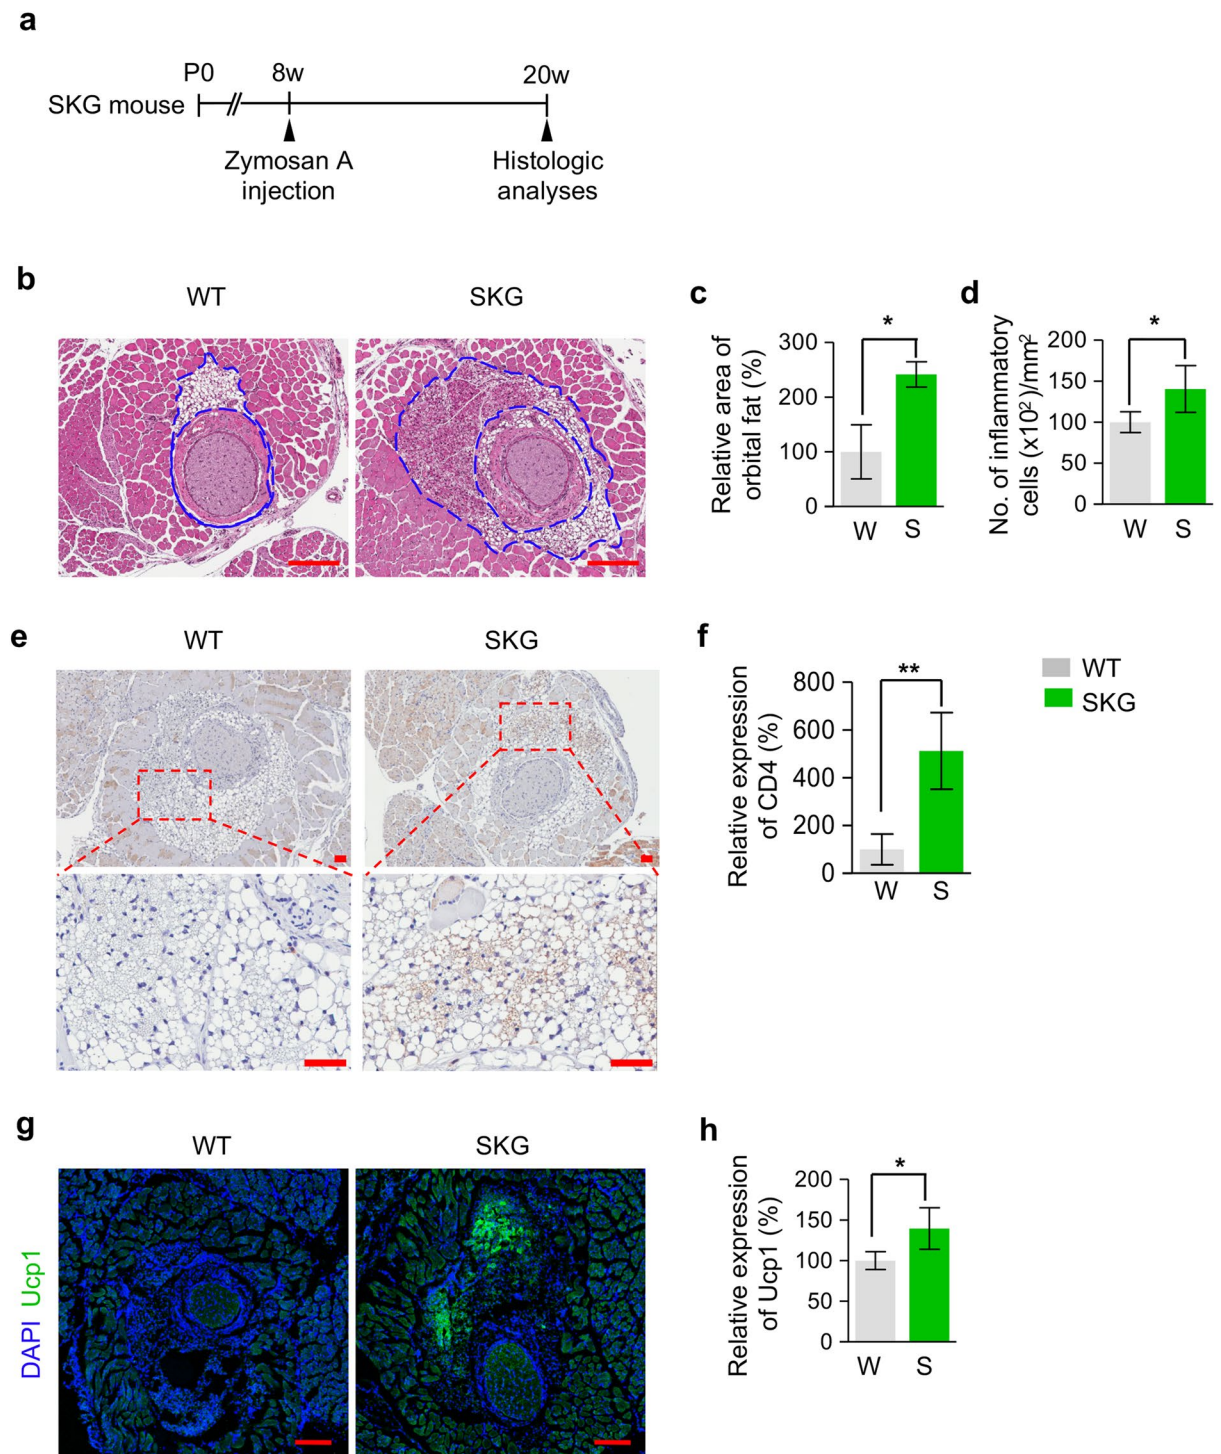 a
P0 8w 20w
SKG mouse
Zymosan A
injection
Histologic
analyses
b
WT SKG
c
Relative area of
orbital fat (%)
300
200
100
0
*
W S
d
No. of inflammatory
cells (x10²)/mm²
200
150
100
50
0
*
W S
e
WT SKG
f
Relative expression
of CD4 (%)
800
600
400
200
0
**
W S
WT
SKG
g
WT SKG
DAPI Ucp1
h
Relative expression
of Ucp1 (%)
200
150
100
50
0
*
W S